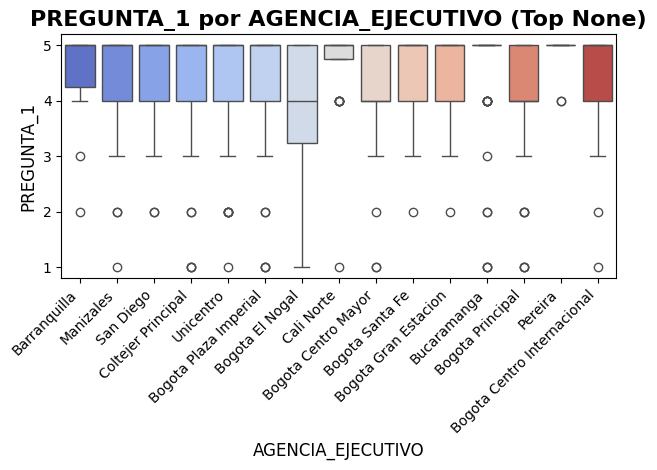 PREGUNTA_1 por AGENCIA_EJECUTIVO (Top None)
PREGUNTA_1
5
4
3
2
1
Barranquilla
Manizales
San Diego
Coltejer Principal
Unicentro
Bogota Plaza Imperial
Bogota El Nogal
Cali Norte
Bogota Centro Mayor
Bogota Santa Fe
Bogota Gran Estacion
Bucaramanga
Bogota Principal
Pereira
Bogota Centro Internacional
AGENCIA_EJECUTIVO